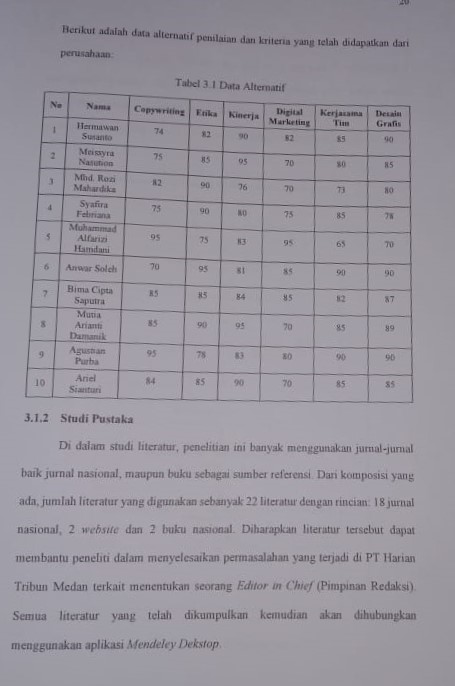 20
Berikut adalah data alternatif penilaian dan kriteria yang telah didapatkan dari
perusahaan:
Tabel 3.1 Data Alternatif
No Nama Copywriting Etika Kinerja Digital Marketing Kerjasama Tim Desain Grafis
1 Hermawan Susanto 74 82 90 82 85 90
2 Meissyra Nasution 75 85 95 70 80 85
3 Mhd. Rozi Mahardika 82 90 76 70 73 80
4 Syafira Febriana 75 90 80 75 85 78
5 Muhammad Alfarizi Hamdani 95 75 83 95 65 70
6 Anwar Soleh 70 95 81 85 90 90
7 Bima Cipta Saputra 85 85 84 85 82 87
8 Mutia Arianti Damanik 85 90 95 70 85 89
9 Agustian Purba 95 78 83 80 90 90
10 Ariel Sianturi 84 85 90 70 85 85
3.1.2 Studi Pustaka
Di dalam studi literatur, penelitian ini banyak menggunakan jurnal-jurnal
baik jurnal nasional, maupun buku sebagai sumber referensi. Dari komposisi yang
ada, jumlah literatur yang digunakan sebanyak 22 literatur dengan rincian: 18 jurnal
nasional, 2 website dan 2 buku nasional. Diharapkan literatur tersebut dapat
membantu peneliti dalam menyelesaikan permasalahan yang terjadi di PT Harian
Tribun Medan terkait menentukan seorang Editor in Chief (Pimpinan Redaksi).
Semua literatur yang telah dikumpulkan kemudian akan dihubungkan
menggunakan aplikasi Mendeley Dekstop.